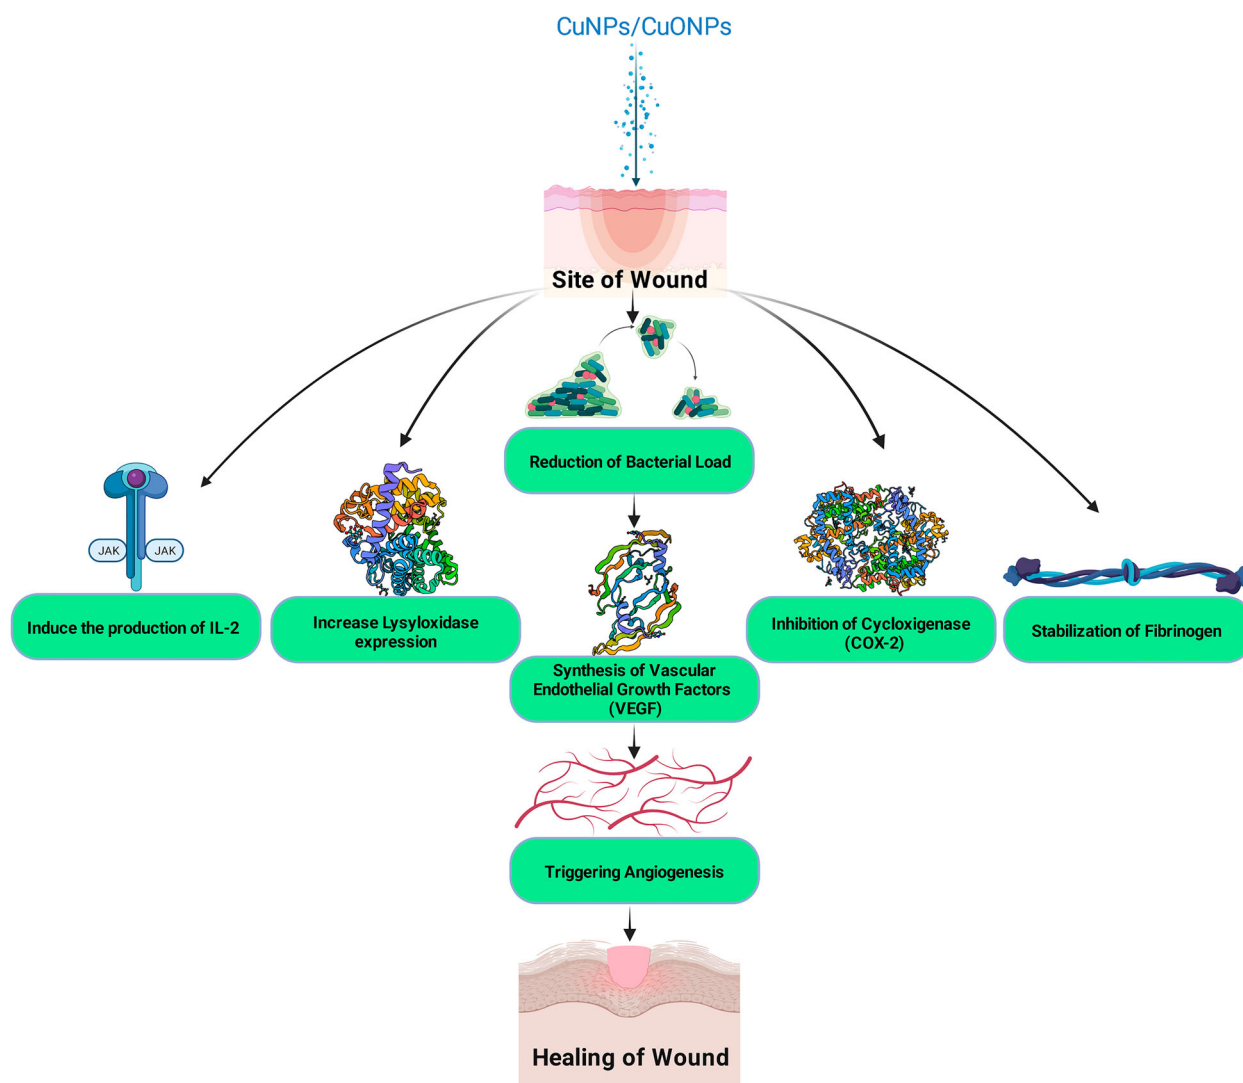 CuNPs/CuONPs
Site of Wound
Reduction of Bacterial Load
JAK JAK
Induce the production of IL-2
Increase Lysyloxidase
expression
Synthesis of Vascular
Endothelial Growth Factors
(VEGF)
Inhibition of Cycloxigenase
(COX-2)
Stabilization of Fibrinogen
Triggering Angiogenesis
Healing of Wound